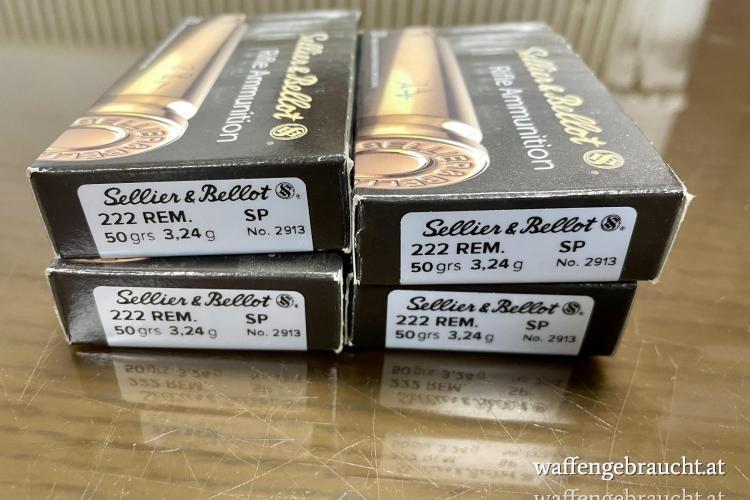 Sellier & Bellot
Rifle Ammunition
Sellier & Bellot
Rifle Ammunition
Sellier & Bellot S&B®
222 REM. SP
50 grs 3,24 g No. 2913
Sellier & Bellot S&B®
222 REM. SP
50 grs 3,24 g No. 2913
Sellier & Bellot S&B®
222 REM. SP
50 grs 3,24 g No. 2913
Sellier & Bellot S&B®
222 REM. SP
50 grs 3,24 g No. 2913
waffengebraucht.at